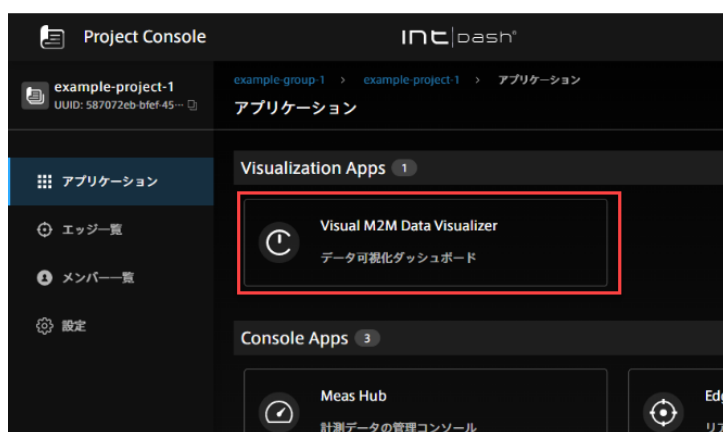 Project Console
intdash
example-project-1
UUID: 587072eb-bfef-45…
example-group-1 > example-project-1 > アプリケーション
アプリケーション
アプリケーション
エッジ一覧
メンバー一覧
設定
Visualization Apps 1
Visual M2M Data Visualizer
データ可視化ダッシュボード
Console Apps 3
Meas Hub
計測データの管理コンソール